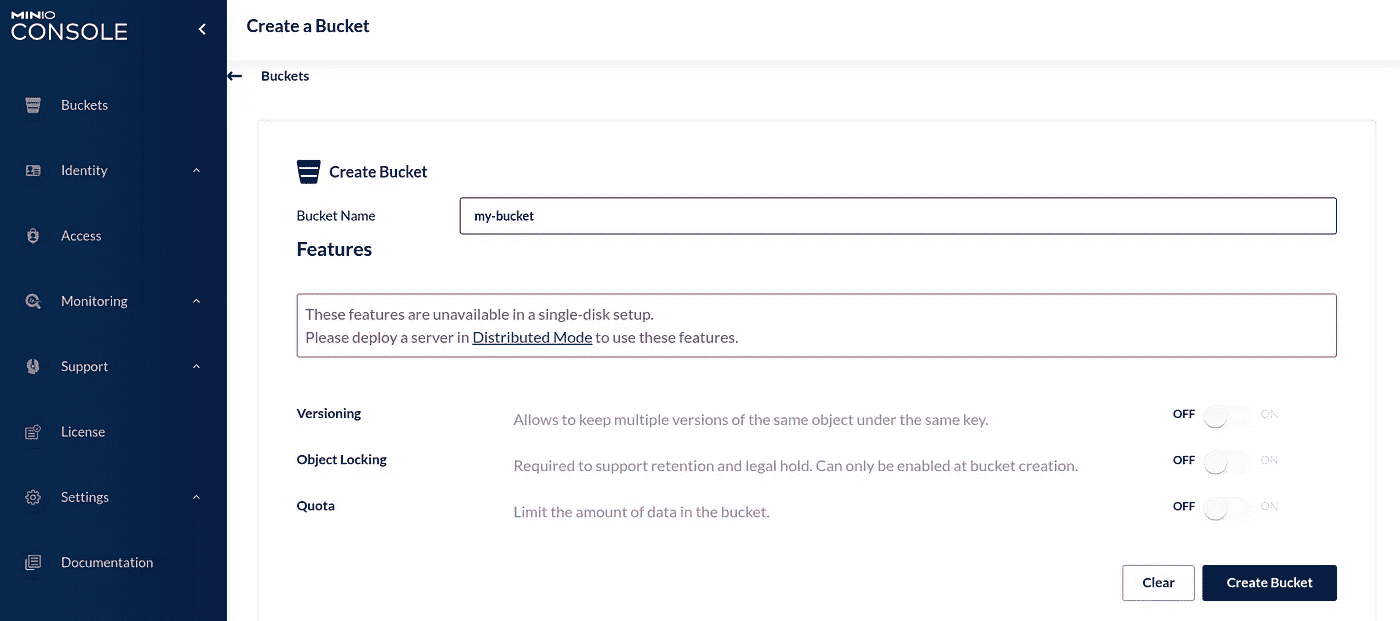 MINIO
CONSOLE
Buckets
Identity
Access
Monitoring
Support
License
Settings
Documentation
Create a Bucket
Buckets
Create Bucket
Bucket Name my-bucket
Features
These features are unavailable in a single-disk setup.
Please deploy a server in Distributed Mode to use these features.
Versioning Allows to keep multiple versions of the same object under the same key. OFF ON
Object Locking Required to support retention and legal hold. Can only be enabled at bucket creation. OFF ON
Quota Limit the amount of data in the bucket. OFF ON
Clear Create Bucket